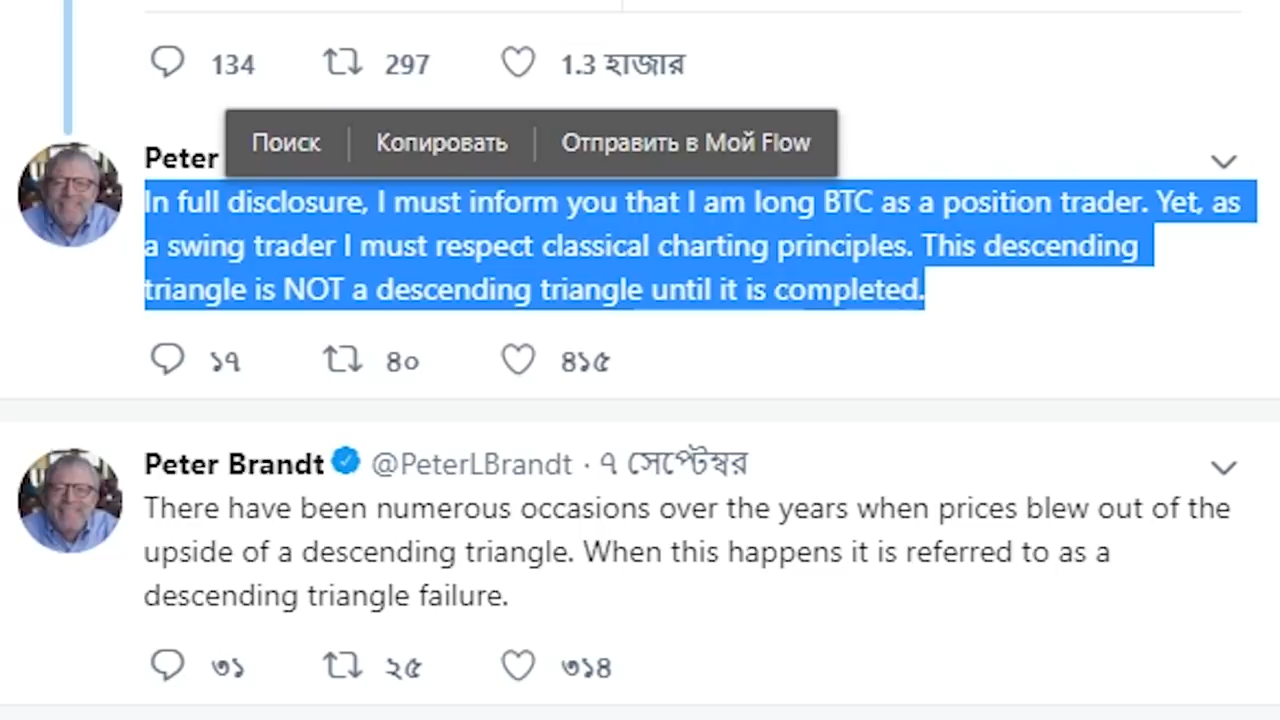 134 297 1.3 হাজার
Поиск Копировать Отправить в Мой Flow
Peter
In full disclosure, I must inform you that I am long BTC as a position trader. Yet, as
a swing trader I must respect classical charting principles. This descending
triangle is NOT a descending triangle until it is completed.
১৭ ৪০ ৪১৫
Peter Brandt @PeterLBrandt · ৭ সেপ্টেম্বর
There have been numerous occasions over the years when prices blew out of the
upside of a descending triangle. When this happens it is referred to as a
descending triangle failure.
৩১ ২৫ ৩১৪